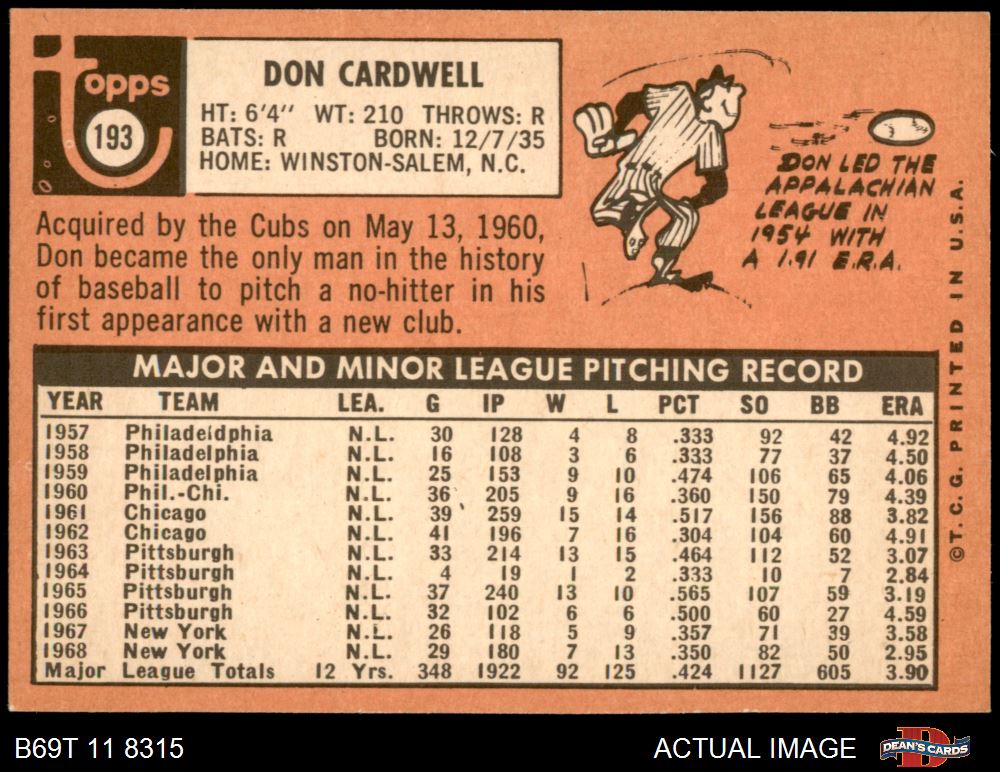 Topps
193
DON CARDWELL
HT: 6'4" WT: 210 THROWS: R
BATS: R BORN: 12/7/35
HOME: WINSTON-SALEM, N.C.
Acquired by the Cubs on May 13, 1960,
Don became the only man in the history
of baseball to pitch a no-hitter in his
first appearance with a new club.
DON LED THE
APPALACHIAN
LEAGUE IN
1954 WITH
A 1.91 E.R.A.
MAJOR AND MINOR LEAGUE PITCHING RECORD
YEAR TEAM LEA. G IP W L PCT SO BB ERA
1957 Philadeldphia N.L. 30 128 4 8 .333 92 42 4.92
1958 Philadelphia N.L. 16 108 3 6 .333 77 37 4.50
1959 Philadelphia N.L. 25 153 9 10 .474 106 65 4.06
1960 Phil.-Chi. N.L. 36 205 9 16 .360 150 79 4.39
1961 Chicago N.L. 39 259 15 14 .517 156 88 3.82
1962 Chicago N.L. 41 196 7 16 .304 104 60 4.91
1963 Pittsburgh N.L. 33 214 13 15 .464 112 52 3.07
1964 Pittsburgh N.L. 4 19 1 2 .333 10 7 2.84
1965 Pittsburgh N.L. 37 240 13 10 .565 107 59 3.19
1966 Pittsburgh N.L. 32 102 6 6 .500 60 27 4.59
1967 New York N.L. 26 118 5 9 .357 71 39 3.58
1968 New York N.L. 29 180 7 13 .350 82 50 2.95
Major League Totals 12 Yrs. 348 1922 92 125 .424 1127 605 3.90
©T.C.G. PRINTED IN U.S.A.
B69T 11 8315
ACTUAL IMAGE
DEAN'S CARDS